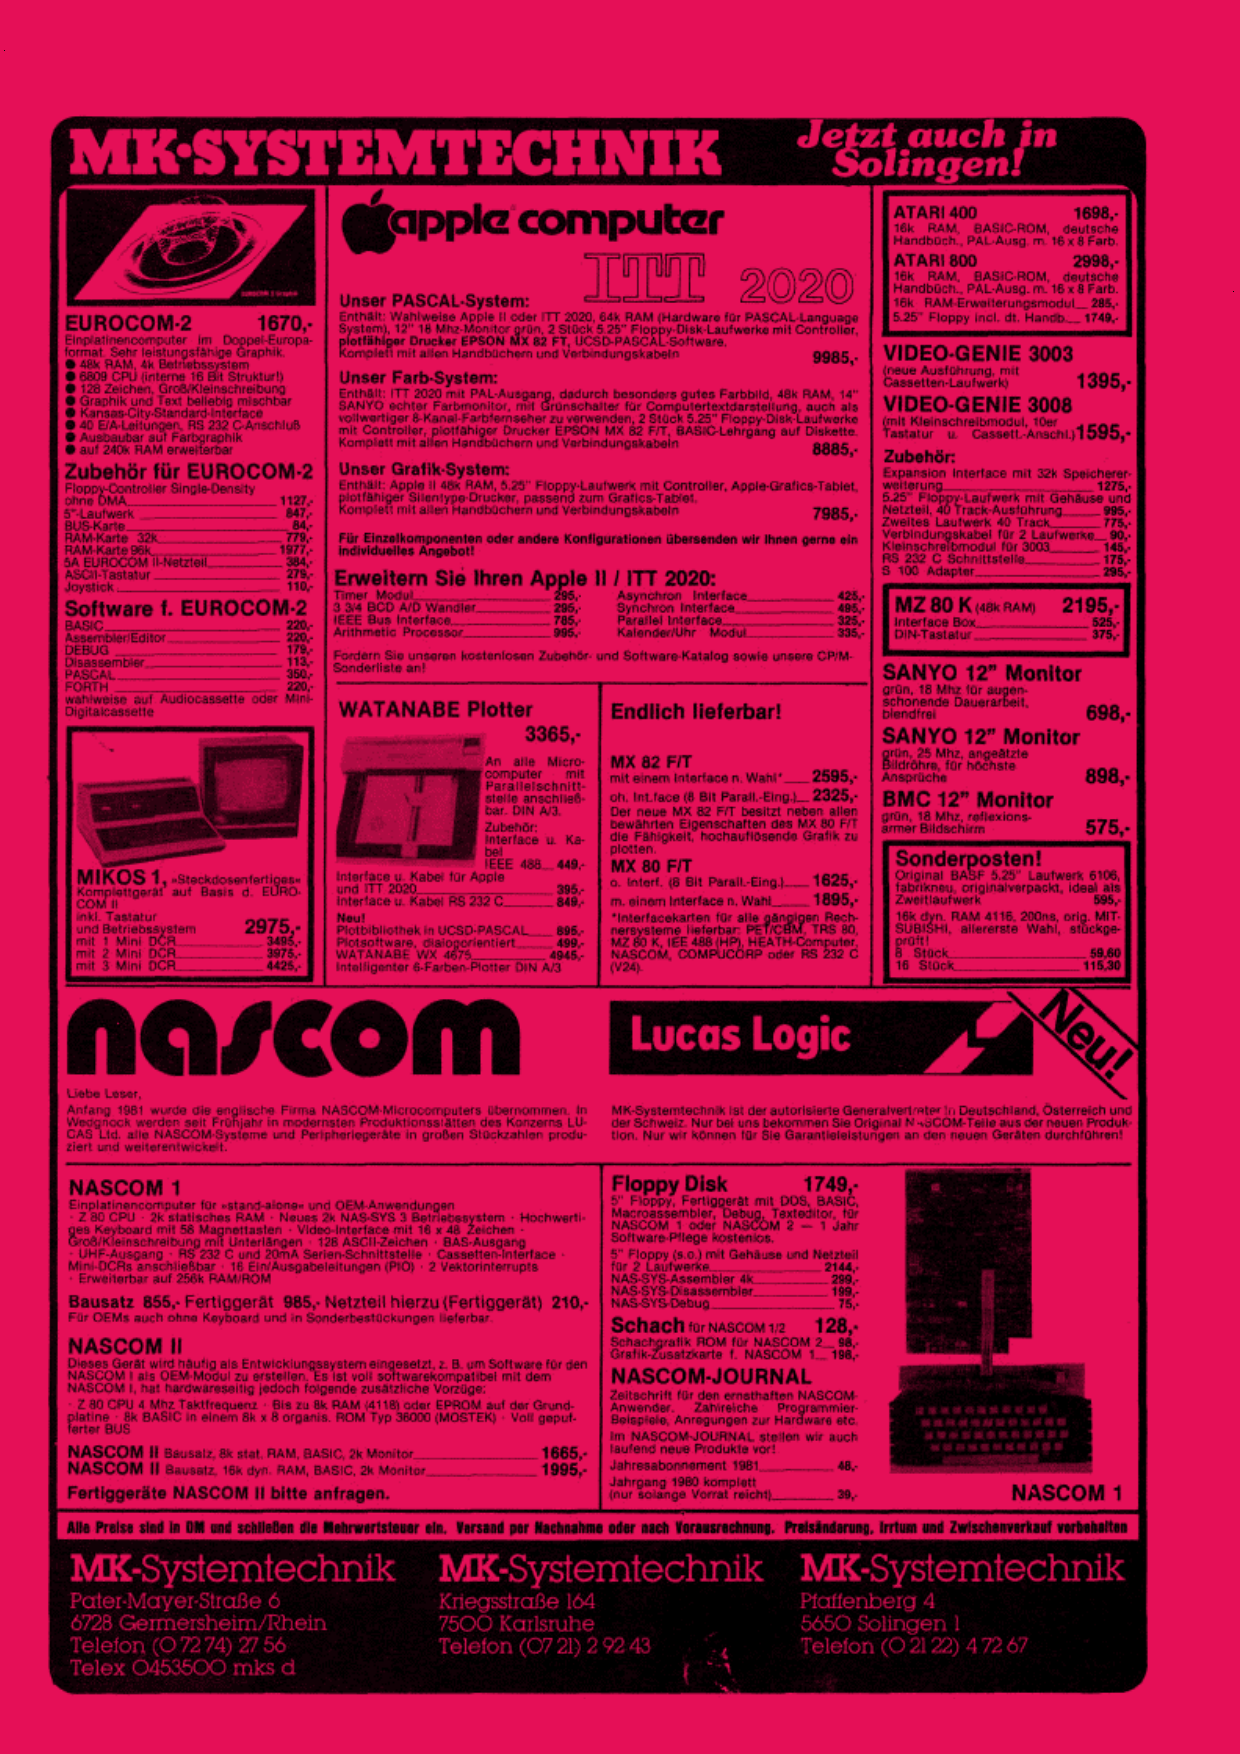 MK·SYSTEMTECHNIK
Jetzt auch in
Solingen!
EUROCOM-2 1670,-
Einplatinencomputer im Doppel-Europa-
format. Sehr leistungsfähige Graphik.
● 48k RAM, 4k Betriebssystem
● 6809 CPU (interne 16 Bit Struktur!)
● 128 Zeichen, Groß/Kleinschreibung
● Graphik und Text beliebig mischbar
● Kansas-City-Standard-Interface
● 40 E/A-Leitungen, RS 232 C-Anschluß
● Ausbaubar auf Farbgraphik
● auf 240k RAM erweiterbar
Zubehör für EUROCOM-2
Floppy-Controller Single-Density
ohne DMA 1127,-
5"-Laufwerk 847,-
BUS-Karte 84,-
RAM-Karte 32k 779,-
RAM-Karte 96k 1977,-
5A EUROCOM II-Netzteil 384,-
ASCII-Tastatur 279,-
Joystick 110,-
Software f. EUROCOM-2
BASIC 220,-
Assembler/Editor 220,-
DEBUG 179,-
Disassembler 113,-
PASCAL 350,-
FORTH 220,-
wahlweise auf Audiocassette oder Mini-
Digitalcassette
MIKOS 1, »Steckdosenfertiges«
Komplettgerät auf Basis d. EURO-
COM II
inkl. Tastatur
und Betriebssystem 2975,-
mit 1 Mini DCR 3495,-
mit 2 Mini DCR 3975,-
mit 3 Mini DCR 4425,-
apple computer
ITT 2020
Unser PASCAL-System:
Enthält: Wahlweise Apple II oder ITT 2020, 64k RAM (Hardware für PASCAL-Language
System), 12" 18 Mhz-Monitor grün, 2 Stück 5.25" Floppy-Disk-Laufwerke mit Controller,
plotfähiger Drucker EPSON MX 82 FT, UCSD-PASCAL-Software.
Komplett mit allen Handbüchern und Verbindungskabeln 9985,-
Unser Farb-System:
Enthält: ITT 2020 mit PAL-Ausgang, dadurch besonders gutes Farbbild, 48k RAM, 14"
SANYO echter Farbmonitor, mit Grünschalter für Computertextdarstellung, auch als
vollwertiger 8-Kanal-Farbfernseher zu verwenden, 2 Stück 5.25" Floppy-Disk-Laufwerke
mit Controller, plotfähiger Drucker EPSON MX 82 F/T, BASIC-Lehrgang auf Diskette.
Komplett mit allen Handbüchern und Verbindungskabeln 8885,-
Unser Grafik-System:
Enthält: Apple II 48k RAM, 5.25" Floppy-Laufwerk mit Controller, Apple-Grafics-Tablet,
plotfähiger Silentype-Drucker, passend zum Grafics-Tablet.
Komplett mit allen Handbüchern und Verbindungskabeln 7985,-
Für Einzelkomponenten oder andere Konfigurationen übersenden wir Ihnen gerne ein
individuelles Angebot!
Erweitern Sie Ihren Apple II / ITT 2020:
Timer Modul 295,- Asynchron Interface 425,-
3 3/4 BCD A/D Wandler 295,- Synchron Interface 495,-
IEEE Bus Interface 785,- Parallel Interface 325,-
Arithmetic Processor 995,- Kalender/Uhr Modul 335,-
Fordern Sie unseren kostenlosen Zubehör- und Software-Katalog sowie unsere CP/M-
Sonderliste an!
WATANABE Plotter
3365,-
An alle Micro-
computer mit
Parallelschnitt-
stelle anschließ-
bar. DIN A/3.
Zubehör:
Interface u. Ka-
bel
IEEE 488 449,-
Interface u. Kabel für Apple
und ITT 2020 395,-
Interface u. Kabel RS 232 C 849,-
Neu!
Plotbibliothek in UCSD-PASCAL 895,-
Plotsoftware, dialogorientiert 499,-
WATANABE WX 4675 4945,-
Intelligenter 6-Farben-Plotter DIN A/3
Endlich lieferbar!
MX 82 F/T
mit einem Interface n. Wahl* 2595,-
oh. Int.face (8 Bit Parall.-Eing.) 2325,-
Der neue MX 82 F/T besitzt neben allen
bewährten Eigenschaften des MX 80 F/T
die Fähigkeit, hochauflösende Grafik zu
plotten.
MX 80 F/T
o. Interf. (8 Bit Parall.-Eing.) 1625,-
m. einem Interface n. Wahl 1895,-
*Interfacekarten für alle gängigen Rech-
nersysteme lieferbar: PET/CBM, TRS 80,
MZ 80 K, IEE 488 (HP), HEATH-Computer,
NASCOM, COMPUCORP oder RS 232 C
(V24).
ATARI 400 1698,-
16k RAM, BASIC-ROM, deutsche
Handbüch., PAL-Ausg. m. 16 x 8 Farb.
ATARI 800 2998,-
16k RAM, BASIC-ROM, deutsche
Handbüch., PAL-Ausg. m. 16 x 8 Farb.
16k RAM-Erweiterungsmodul 285,-
5.25" Floppy incl. dt. Handb. 1749,-
VIDEO-GENIE 3003
(neue Ausführung, mit
Cassetten-Laufwerk) 1395,-
VIDEO-GENIE 3008
(mit Kleinschreibmodul, 10er
Tastatur u. Cassett.-Anschl.) 1595,-
Zubehör:
Expansion Interface mit 32k Speicherer-
weiterung 1275,-
5.25" Floppy-Laufwerk mit Gehäuse und
Netzteil, 40 Track-Ausführung 995,-
Zweites Laufwerk 40 Track 775,-
Verbindungskabel für 2 Laufwerke 90,-
Kleinschreibmodul für 3003 145,-
RS 232 C Schnittstelle 175,-
S 100 Adapter 295,-
MZ 80 K (48k RAM) 2195,-
Interface Box 525,-
DIN-Tastatur 375,-
SANYO 12" Monitor
grün, 18 Mhz für augen-
schonende Dauerarbeit,
blendfrei 698,-
SANYO 12" Monitor
grün, 25 Mhz, angeätzte
Bildröhre, für höchste
Ansprüche 898,-
BMC 12" Monitor
grün, 18 Mhz, reflexions-
armer Bildschirm 575,-
Sonderposten!
Original BASF 5.25" Laufwerk 6106,
fabrikneu, originalverpackt, ideal als
Zweitlaufwerk 595,-
16k dyn. RAM 4116, 200ns, orig. MIT-
SUBISHI, allererste Wahl, stückge-
prüft!
8 Stück 59,60
16 Stück 115,30
nascom
Lucas Logic
Neu!
Liebe Leser,
Anfang 1981 wurde die englische Firma NASCOM-Microcomputers übernommen. In
Wedgnock werden seit Frühjahr in modernsten Produktionsstätten des Konzerns LU-
CAS Ltd. alle NASCOM-Systeme und Peripheriegeräte in großen Stückzahlen produ-
ziert und weiterentwickelt.
MK-Systemtechnik ist der autorisierte Generalvertreter in Deutschland, Österreich und
der Schweiz. Nur bei uns bekommen Sie Original NASCOM-Teile aus der neuen Produk-
tion. Nur wir können für Sie Garantieleistungen an den neuen Geräten durchführen!
NASCOM 1
Einplatinencomputer für »stand-alone« und OEM-Anwendungen
· Z 80 CPU · 2k statisches RAM · Neues 2k NAS-SYS 3 Betriebssystem · Hochwerti-
ges Keyboard mit 58 Magnettasten · Video-Interface mit 16 x 48 Zeichen ·
Groß/Kleinschreibung mit Unterlängen · 128 ASCII-Zeichen · BAS-Ausgang
· UHF-Ausgang · RS 232 C und 20mA Serien-Schnittstelle · Cassetten-Interface ·
Mini-DCRs anschließbar · 16 Ein/Ausgabeleitungen (PIO) · 2 Vektorinterrupts
· Erweiterbar auf 256k RAM/ROM
Bausatz 855,- Fertiggerät 985,- Netzteil hierzu (Fertiggerät) 210,-
Für OEMs auch ohne Keyboard und in Sonderbestückungen lieferbar.
NASCOM II
Dieses Gerät wird häufig als Entwicklungssystem eingesetzt, z. B. um Software für den
NASCOM I als OEM-Modul zu erstellen. Es ist voll softwarekompatibel mit dem
NASCOM I, hat hardwareseitig jedoch folgende zusätzliche Vorzüge:
· Z 80 CPU 4 Mhz Taktfrequenz · Bis zu 8k RAM (4118) oder EPROM auf der Grund-
platine · 8k BASIC in einem 8k x 8 organis. ROM Typ 36000 (MOSTEK) · Voll gepuf-
ferter BUS
NASCOM II Bausatz, 8k stat. RAM, BASIC, 2k Monitor 1665,-
NASCOM II Bausatz, 16k dyn. RAM, BASIC, 2k Monitor 1995,-
Fertiggeräte NASCOM II bitte anfragen.
Floppy Disk 1749,-
5" Floppy, Fertiggerät mit DOS, BASIC,
Macroassembler, Debug, Texteditor, für
NASCOM 1 oder NASCOM 2 — 1 Jahr
Software-Pflege kostenlos.
5" Floppy (s.o.) mit Gehäuse und Netzteil
für 2 Laufwerke 2144,-
NAS-SYS-Assembler 4k 299,-
NAS-SYS-Disassembler 199,-
NAS-SYS-Debug 75,-
Schach für NASCOM 1/2 128,-
Schachgrafik ROM für NASCOM 2 98,-
Grafik-Zusatzkarte f. NASCOM 1 198,-
NASCOM-JOURNAL
Zeitschrift für den ernsthaften NASCOM-
Anwender. Zahlreiche Programmier-
Beispiele, Anregungen zur Hardware etc.
Im NASCOM-JOURNAL stellen wir auch
laufend neue Produkte vor!
Jahresabonnement 1981 48,-
Jahrgang 1980 komplett
(nur solange Vorrat reicht) 39,-
NASCOM 1
Alle Preise sind in DM und schließen die Mehrwertsteuer ein. Versand per Nachnahme oder nach Vorausrechnung. Preisänderung, Irrtum und Zwischenverkauf vorbehalten
MK-Systemtechnik
Pater-Mayer-Straße 6
6728 Germersheim/Rhein
Telefon (0 72 74) 27 56
Telex 0453500 mks d
MK-Systemtechnik
Kriegsstraße 164
7500 Karlsruhe
Telefon (07 21) 2 92 43
MK-Systemtechnik
Pfaffenberg 4
5650 Solingen 1
Telefon (0 21 22) 4 72 67